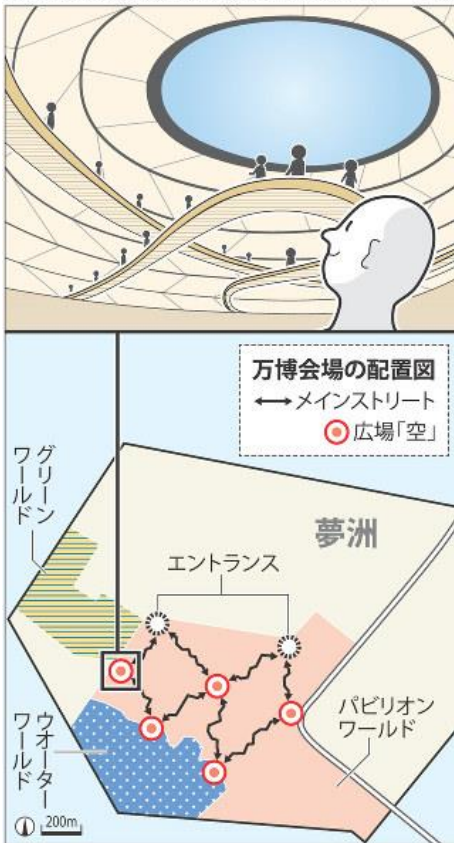 万博会場の配置図
メインストリート
広場「空」
グリーン
ワールド
夢洲
エントランス
パビリオン
ワールド
ウオーター
ワールド
200m